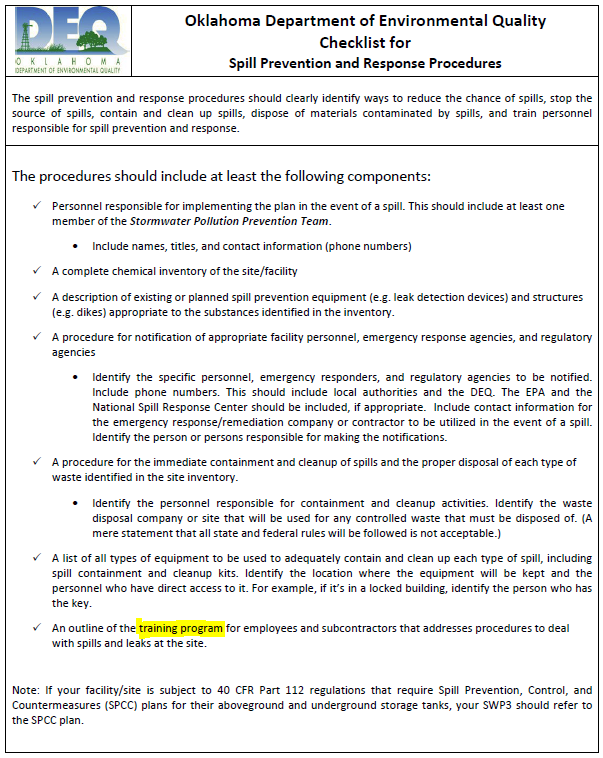 DEQ
OKLAHOMA
DEPARTMENT OF ENVIRONMENTAL QUALITY
Oklahoma Department of Environmental Quality
Checklist for
Spill Prevention and Response Procedures
The spill prevention and response procedures should clearly identify ways to reduce the chance of spills, stop the
source of spills, contain and clean up spills, dispose of materials contaminated by spills, and train personnel
responsible for spill prevention and response.
The procedures should include at least the following components:
✓ Personnel responsible for implementing the plan in the event of a spill. This should include at least one
member of the Stormwater Pollution Prevention Team.
• Include names, titles, and contact information (phone numbers)
✓ A complete chemical inventory of the site/facility
✓ A description of existing or planned spill prevention equipment (e.g. leak detection devices) and structures
(e.g. dikes) appropriate to the substances identified in the inventory.
✓ A procedure for notification of appropriate facility personnel, emergency response agencies, and regulatory
agencies
• Identify the specific personnel, emergency responders, and regulatory agencies to be notified.
Include phone numbers. This should include local authorities and the DEQ. The EPA and the
National Spill Response Center should be included, if appropriate. Include contact information for
the emergency response/remediation company or contractor to be utilized in the event of a spill.
Identify the person or persons responsible for making the notifications.
✓ A procedure for the immediate containment and cleanup of spills and the proper disposal of each type of
waste identified in the site inventory.
• Identify the personnel responsible for containment and cleanup activities. Identify the waste
disposal company or site that will be used for any controlled waste that must be disposed of. (A
mere statement that all state and federal rules will be followed is not acceptable.)
✓ A list of all types of equipment to be used to adequately contain and clean up each type of spill, including
spill containment and cleanup kits. Identify the location where the equipment will be kept and the
personnel who have direct access to it. For example, if it's in a locked building, identify the person who has
the key.
✓ An outline of the training program for employees and subcontractors that addresses procedures to deal
with spills and leaks at the site.
Note: If your facility/site is subject to 40 CFR Part 112 regulations that require Spill Prevention, Control, and
Countermeasures (SPCC) plans for their aboveground and underground storage tanks, your SWP3 should refer to
the SPCC plan.